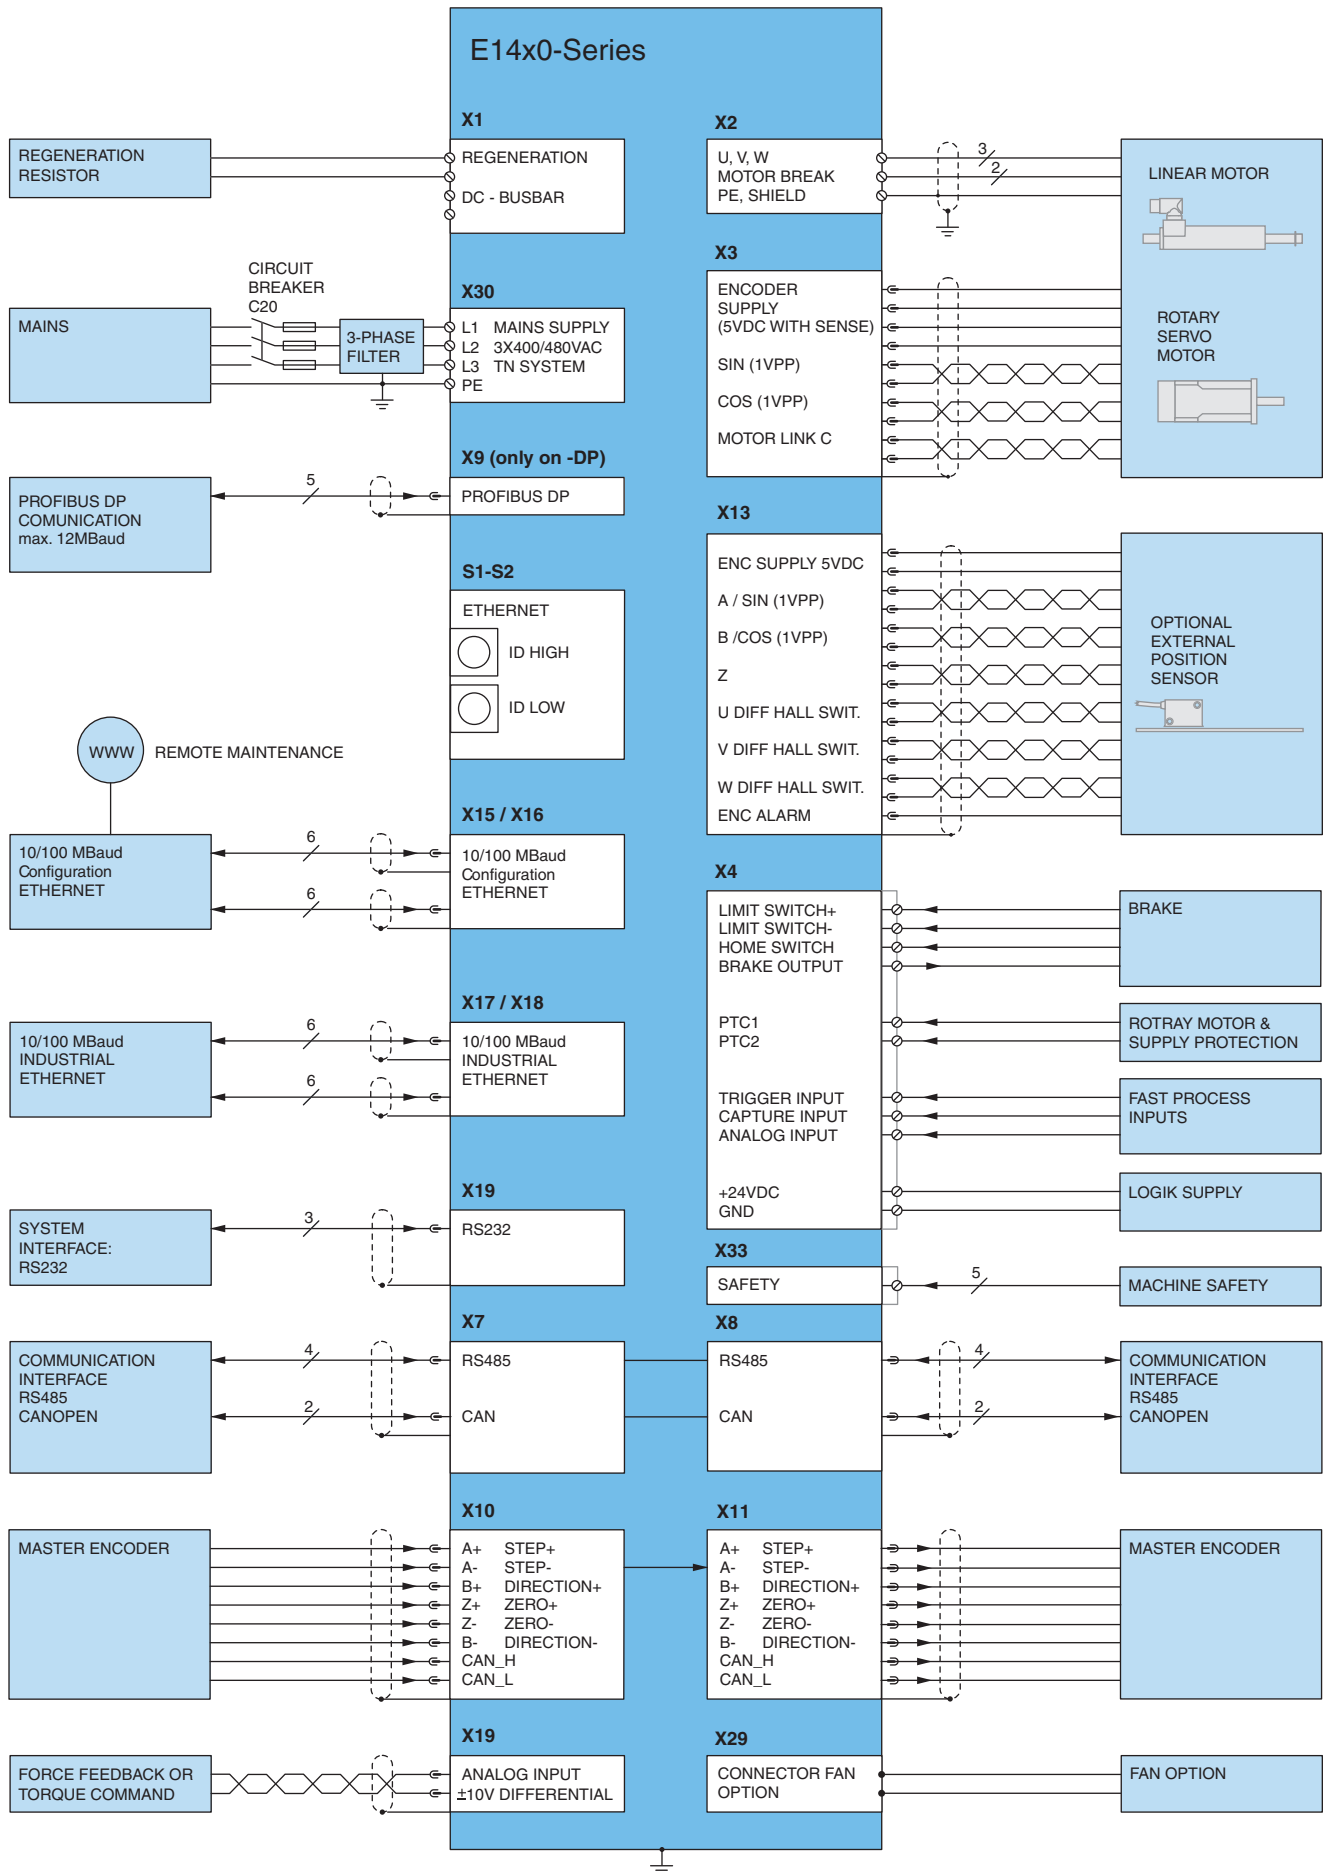 E14x0-Series
X1
REGENERATION
RESISTOR
REGENERATION
DC - BUSBAR
CIRCUIT
BREAKER
C20
X30
MAINS
3-PHASE
FILTER
L1 MAINS SUPPLY
L2 3X400/480VAC
L3 TN SYSTEM
PE
X9 (only on -DP)
PROFIBUS DP
COMUNICATION
max. 12MBaud
5
PROFIBUS DP
S1-S2
ETHERNET
ID HIGH
ID LOW
WWW
REMOTE MAINTENANCE
X15 / X16
10/100 MBaud
Configuration
ETHERNET
6
6
10/100 MBaud
Configuration
ETHERNET
X17 / X18
10/100 MBaud
INDUSTRIAL
ETHERNET
6
6
10/100 MBaud
INDUSTRIAL
ETHERNET
X19
SYSTEM
INTERFACE:
RS232
3
RS232
X7
COMMUNICATION
INTERFACE
RS485
CANOPEN
4
2
RS485
CAN
X10
MASTER ENCODER
A+ STEP+
A- STEP-
B+ DIRECTION+
Z+ ZERO+
Z- ZERO-
B- DIRECTION-
CAN_H
CAN_L
X19
FORCE FEEDBACK OR
TORQUE COMMAND
ANALOG INPUT
±10V DIFFERENTIAL
X2
U, V, W
MOTOR BREAK
PE, SHIELD
3
2
LINEAR MOTOR
ROTARY
SERVO
MOTOR
X3
ENCODER
SUPPLY
(5VDC WITH SENSE)
SIN (1VPP)
COS (1VPP)
MOTOR LINK C
X13
ENC SUPPLY 5VDC
A / SIN (1VPP)
B /COS (1VPP)
Z
U DIFF HALL SWIT.
V DIFF HALL SWIT.
W DIFF HALL SWIT.
ENC ALARM
OPTIONAL
EXTERNAL
POSITION
SENSOR
X4
LIMIT SWITCH+
LIMIT SWITCH-
HOME SWITCH
BRAKE OUTPUT
BRAKE
PTC1
PTC2
ROTRAY MOTOR &
SUPPLY PROTECTION
TRIGGER INPUT
CAPTURE INPUT
ANALOG INPUT
FAST PROCESS
INPUTS
+24VDC
GND
LOGIK SUPPLY
X33
SAFETY
5
MACHINE SAFETY
X8
RS485
CAN
4
2
COMMUNICATION
INTERFACE
RS485
CANOPEN
X11
A+ STEP+
A- STEP-
B+ DIRECTION+
Z+ ZERO+
Z- ZERO-
B- DIRECTION-
CAN_H
CAN_L
MASTER ENCODER
X29
CONNECTOR FAN
OPTION
FAN OPTION